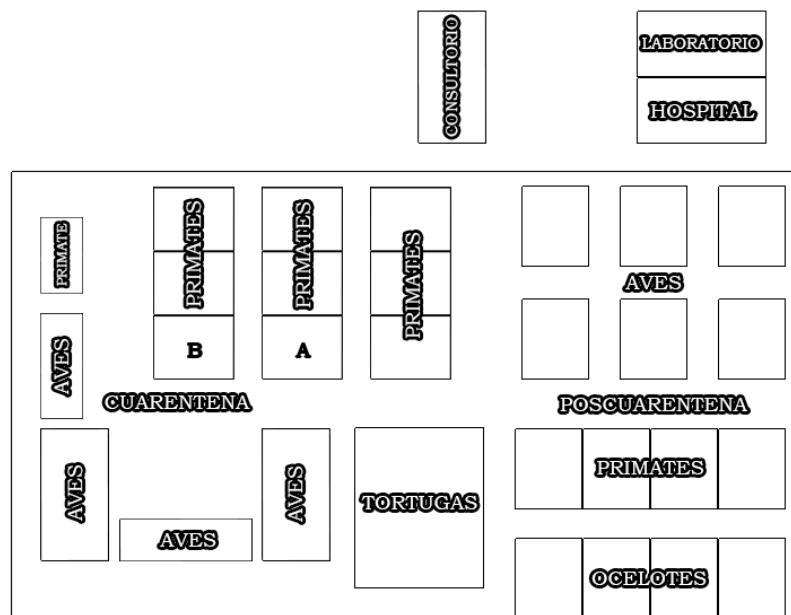 CONSULTORIO
LABORATORIO
HOSPITAL
PRIMATE
PRIMATES
PRIMATES
PRIMATES
AVES
B
A
AVES
CUARENTENA
POSCUARENTENA
AVES
AVES
AVES
TORTUGAS
PRIMATES
OCELOTES